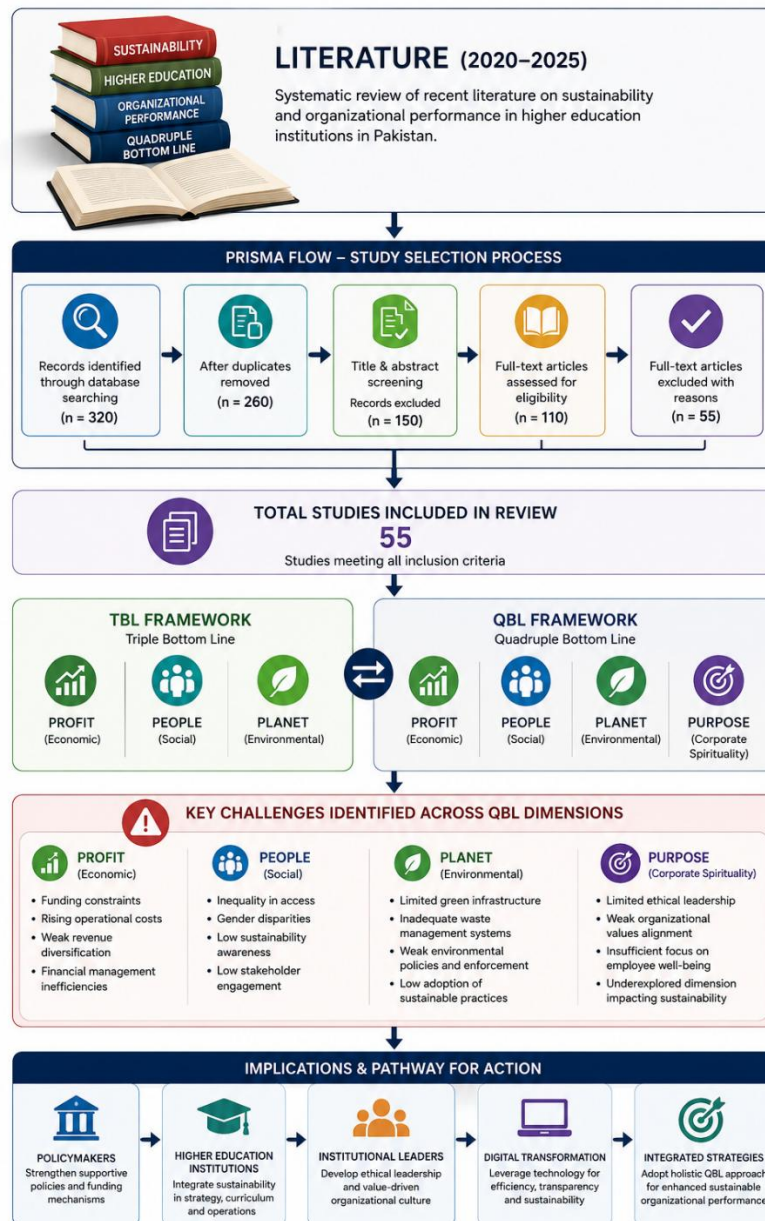 SUSTAINABILITY
HIGHER EDUCATION
ORGANIZATIONAL
PERFORMANCE
QUADRUPLE
BOTTOM LINE
LITERATURE (2020–2025)
Systematic review of recent literature on sustainability
and organizational performance in higher education
institutions in Pakistan.
PRISMA FLOW – STUDY SELECTION PROCESS
Records identified
through database
searching
(n = 320)
After duplicates
removed
(n = 260)
Title & abstract
screening
Records excluded
(n = 150)
Full-text articles
assessed for
eligibility
(n = 110)
Full-text articles
excluded with
reasons
(n = 55)
TOTAL STUDIES INCLUDED IN REVIEW
55
Studies meeting all inclusion criteria
TBL FRAMEWORK
Triple Bottom Line
PROFIT
(Economic)
PEOPLE
(Social)
PLANET
(Environmental)
QBL FRAMEWORK
Quadruple Bottom Line
PROFIT
(Economic)
PEOPLE
(Social)
PLANET
(Environmental)
PURPOSE
(Corporate
Spirituality)
KEY CHALLENGES IDENTIFIED ACROSS QBL DIMENSIONS
PROFIT
(Economic)
• Funding constraints
• Rising operational costs
• Weak revenue
diversification
• Financial management
inefficiencies
PEOPLE
(Social)
• Inequality in access
• Gender disparities
• Low sustainability
awareness
• Low stakeholder
engagement
PLANET
(Environmental)
• Limited green infrastructure
• Inadequate waste
management systems
• Weak environmental
policies and enforcement
• Low adoption of
sustainable practices
PURPOSE
(Corporate Spirituality)
• Limited ethical leadership
• Weak organizational
values alignment
• Insufficient focus on
employee well-being
• Underexplored dimension
impacting sustainability
IMPLICATIONS & PATHWAY FOR ACTION
POLICYMAKERS
Strengthen supportive
policies and funding
mechanisms
HIGHER EDUCATION
INSTITUTIONS
Integrate sustainability
in strategy, curriculum
and operations
INSTITUTIONAL LEADERS
Develop ethical leadership
and value-driven
organizational culture
DIGITAL TRANSFORMATION
Leverage technology for
efficiency, transparency
and sustainability
INTEGRATED STRATEGIES
Adopt holistic QBL approach
for enhanced sustainable
organizational performance